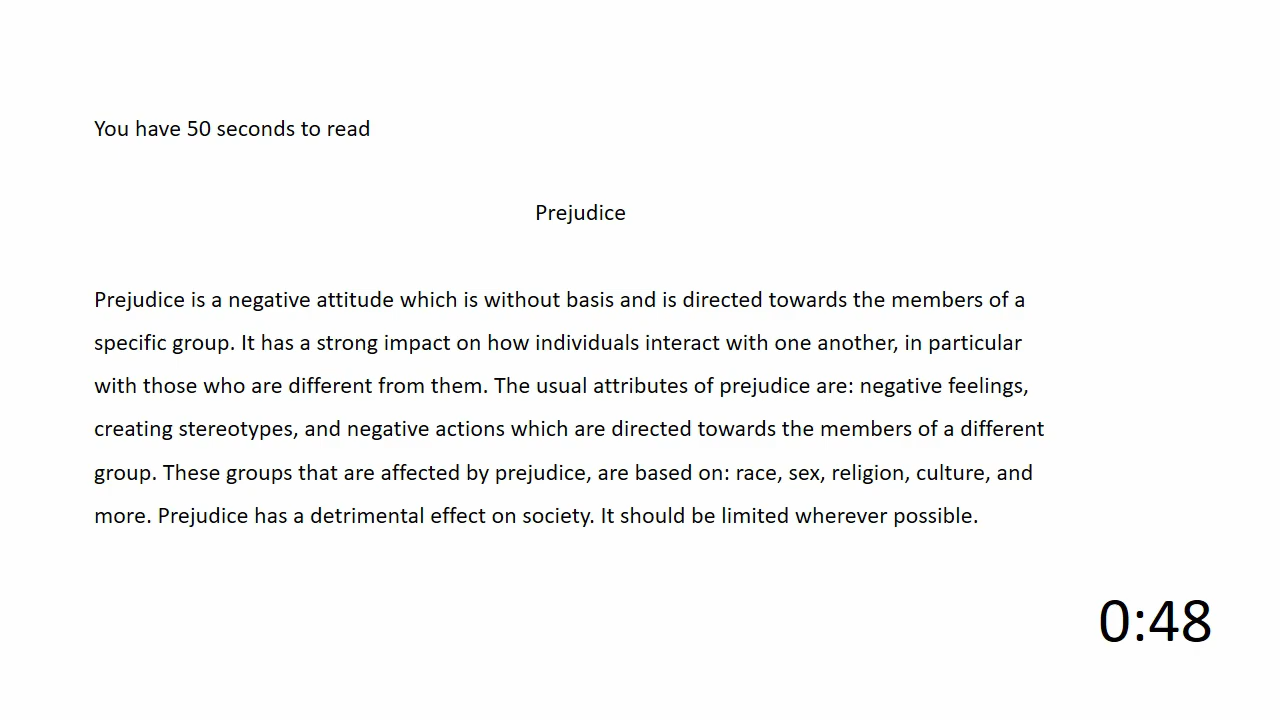 You have 50 seconds to read
Prejudice
Prejudice is a negative attitude which is without basis and is directed towards the members of a
specific group. It has a strong impact on how individuals interact with one another, in particular
with those who are different from them. The usual attributes of prejudice are: negative feelings,
creating stereotypes, and negative actions which are directed towards the members of a different
group. These groups that are affected by prejudice, are based on: race, sex, religion, culture, and
more. Prejudice has a detrimental effect on society. It should be limited wherever possible.
0:48